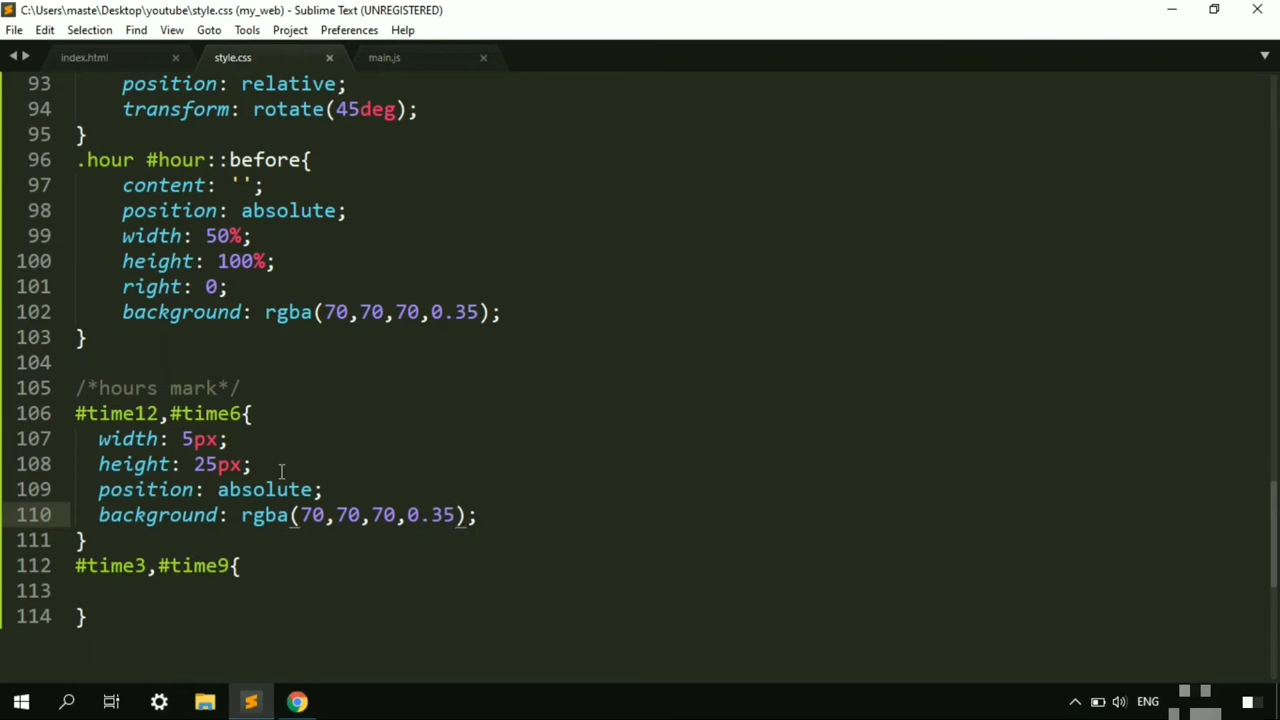 C:\Users\maste\Desktop\youtube\style.css (my_web) - Sublime Text (UNREGISTERED)
File Edit Selection Find View Goto Tools Project Preferences Help
index.html style.css main.js
93 position: relative;
94 transform: rotate(45deg);
95 }
96 .hour #hour::before{
97 content: '';
98 position: absolute;
99 width: 50%;
100 height: 100%;
101 right: 0;
102 background: rgba(70,70,70,0.35);
103 }
104
105 /*hours mark*/
106 #time12,#time6{
107 width: 5px;
108 height: 25px;
109 position: absolute;
110 background: rgba(70,70,70,0.35);
111 }
112 #time3,#time9{
113
114 }
ENG